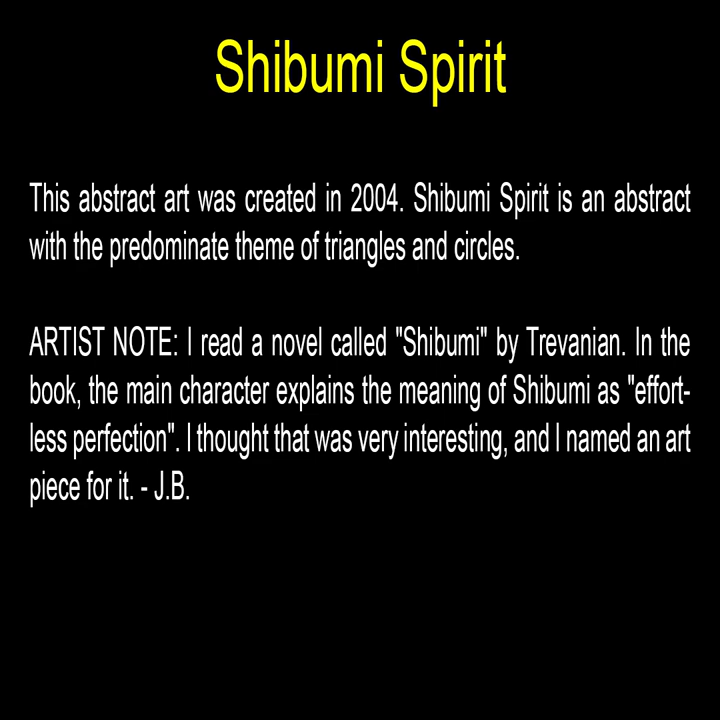 Shibumi Spirit
This abstract art was created in 2004. Shibumi Spirit is an abstract
with the predominate theme of triangles and circles.
ARTIST NOTE: I read a novel called "Shibumi" by Trevanian. In the
book, the main character explains the meaning of Shibumi as "effort-
less perfection". I thought that was very interesting, and I named an art
piece for it. - J.B.